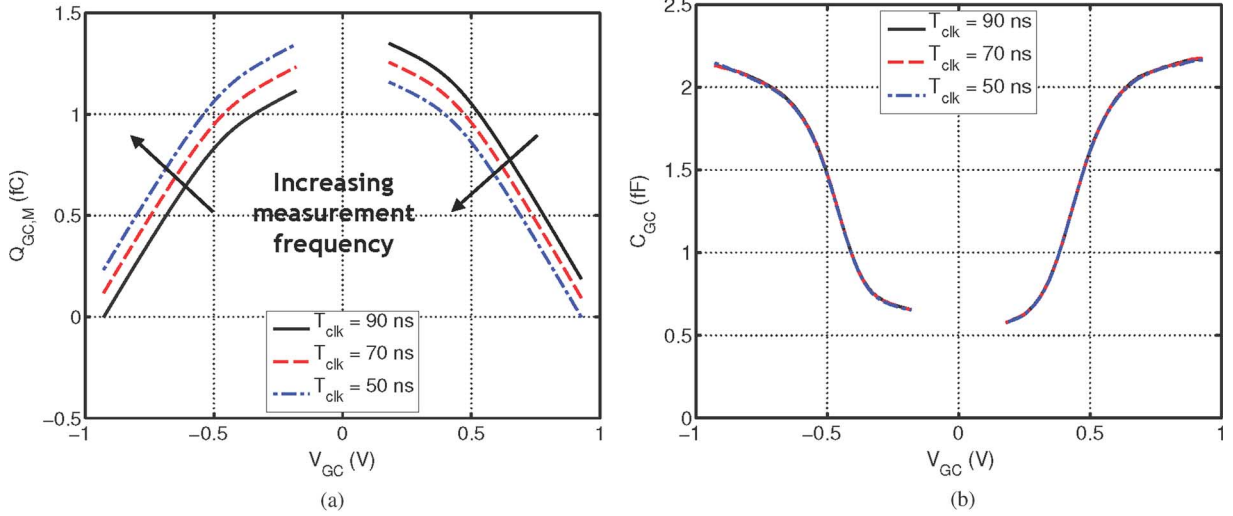 1.5
1
0.5
0
−0.5
Q_GC,M (fC)
Increasing
measurement
frequency
T_clk = 90 ns
T_clk = 70 ns
T_clk = 50 ns
−1
−0.5
0
0.5
1
V_GC (V)
(a)
2.5
2
1.5
1
0.5
0
C_GC (fF)
T_clk = 90 ns
T_clk = 70 ns
T_clk = 50 ns
−1
−0.5
0
0.5
1
V_GC (V)
(b)